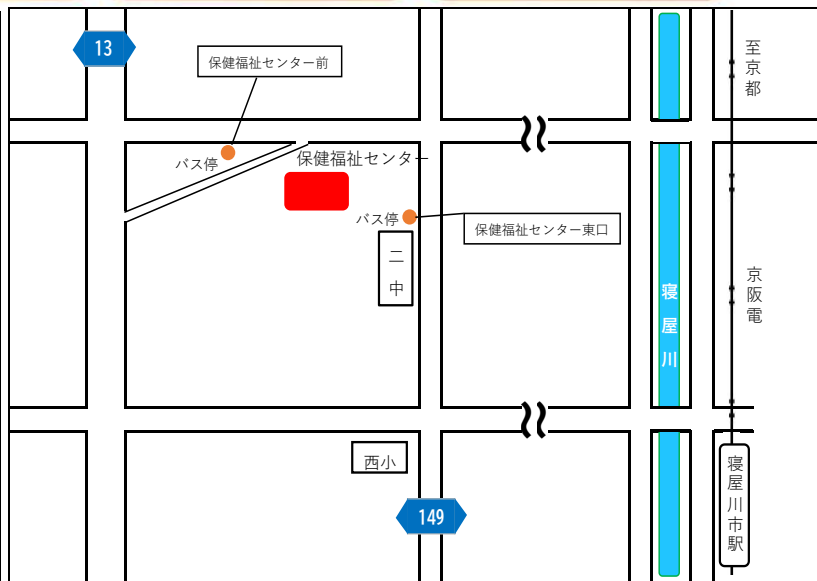 13
保健福祉センター前
至京都
バス停
保健福祉センター
バス停
保健福祉センター東口
二中
寝屋川
京阪電
西小
149
寝屋川市駅